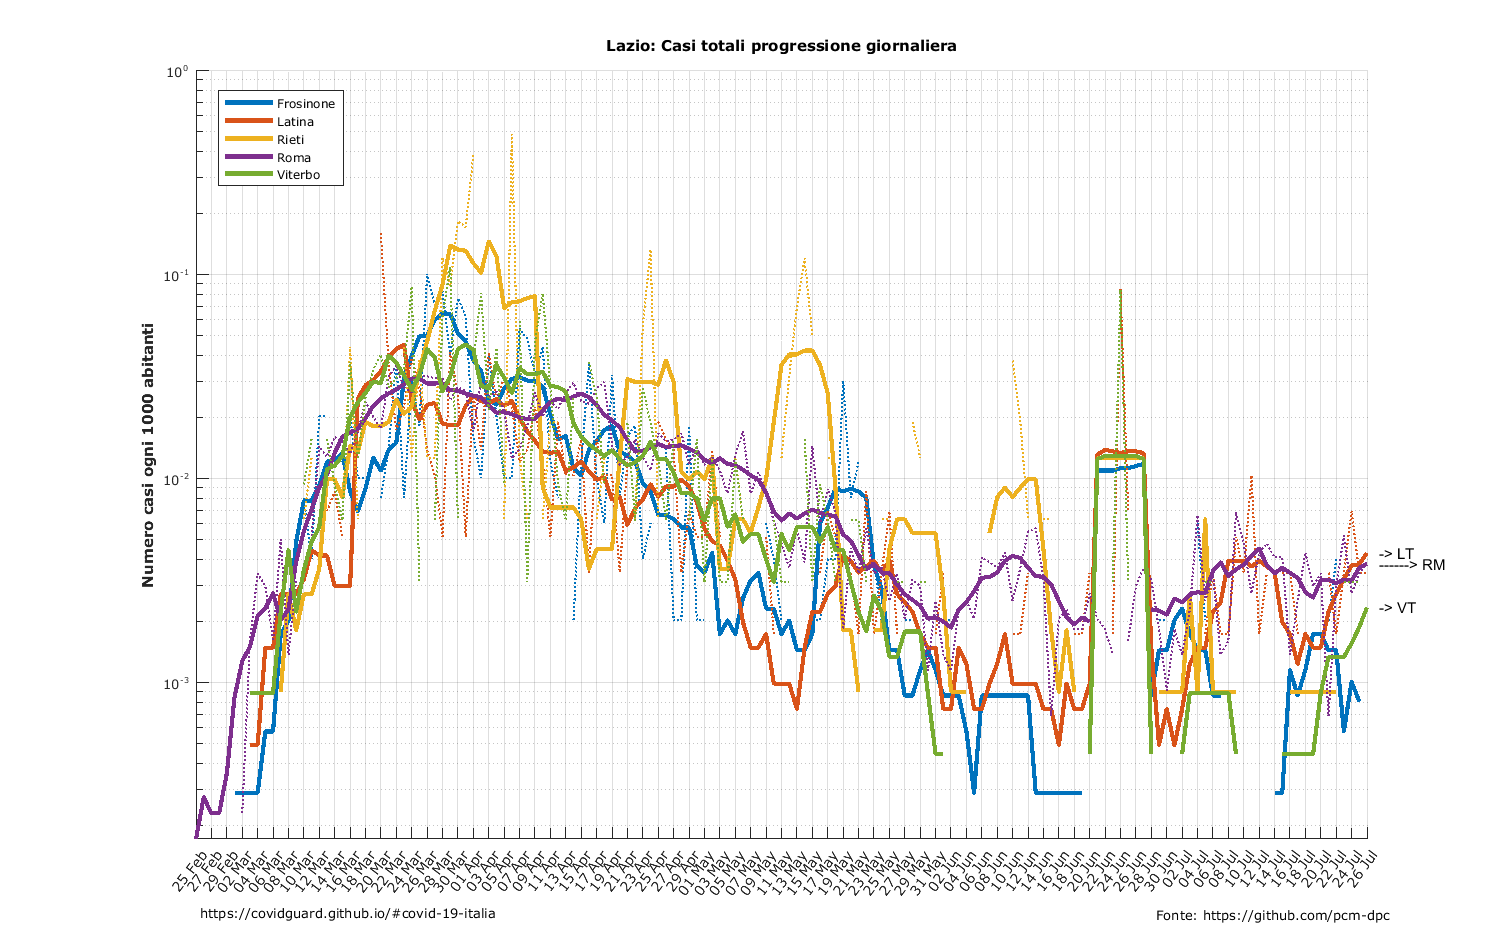 Lazio: Casi totali progressione giornaliera
Numero casi ogni 1000 abitanti
10⁰
10⁻¹
10⁻²
10⁻³
Frosinone
Latina
Rieti
Roma
Viterbo
-> LT
------> RM
-> VT
25 Feb
27 Feb
29 Feb
02 Mar
04 Mar
06 Mar
08 Mar
10 Mar
12 Mar
14 Mar
16 Mar
18 Mar
20 Mar
22 Mar
24 Mar
26 Mar
28 Mar
30 Mar
01 Apr
03 Apr
05 Apr
07 Apr
09 Apr
11 Apr
13 Apr
15 Apr
17 Apr
19 Apr
21 Apr
23 Apr
25 Apr
27 Apr
29 Apr
01 May
03 May
05 May
07 May
09 May
11 May
13 May
15 May
17 May
19 May
21 May
23 May
25 May
27 May
29 May
31 May
02 Jun
04 Jun
06 Jun
08 Jun
10 Jun
12 Jun
14 Jun
16 Jun
18 Jun
20 Jun
22 Jun
24 Jun
26 Jun
28 Jun
30 Jun
02 Jul
04 Jul
06 Jul
08 Jul
10 Jul
12 Jul
14 Jul
16 Jul
18 Jul
20 Jul
22 Jul
24 Jul
26 Jul
https://covidguard.github.io/#covid-19-italia
Fonte: https://github.com/pcm-dpc